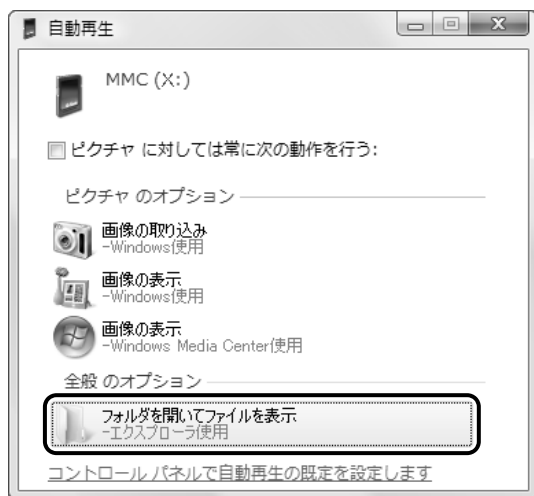 自動再生
MMC (X:)
ピクチャ に対しては常に次の動作を行う:
ピクチャ のオプション
画像の取り込み
-Windows使用
画像の表示
-Windows使用
画像の表示
-Windows Media Center使用
全般 のオプション
フォルダを開いてファイルを表示
-エクスプローラ使用
コントロール パネルで自動再生の既定を設定します